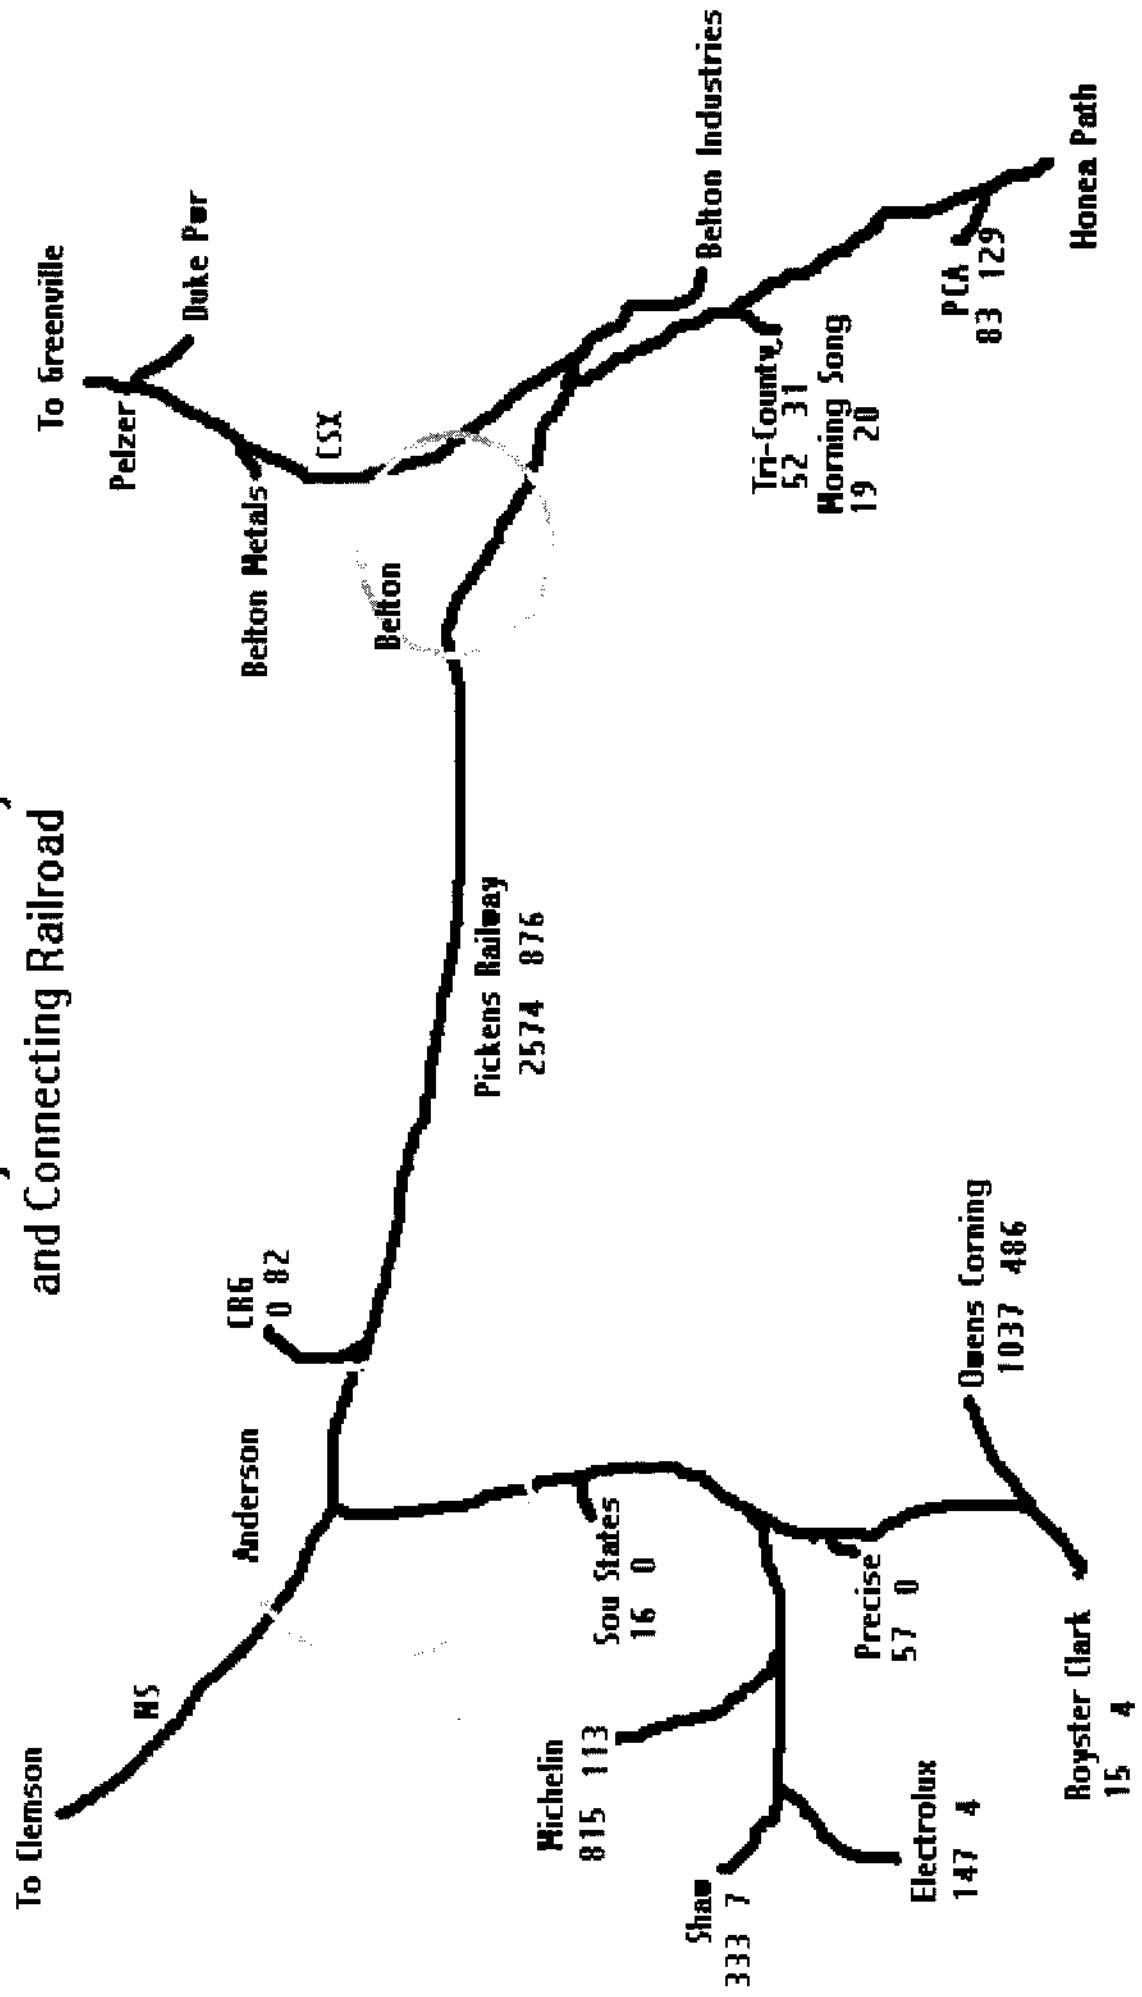 and Connecting Railroad
To Clemson
NS
Anderson
CRG
0 82
Pickens Railway
2574 876
Belton
Belton Metals
CSX
Pelzer
To Greenville
Duke Pwr
Belton Industries
Tri-County
52 31
Morning Song
19 20
PCA
83 129
Honea Path
Sou States
16 0
Michelin
815 113
Shaw
333 7
Electrolux
147 4
Precise
57 0
Owens Corning
1037 486
Royster Clark
15 4